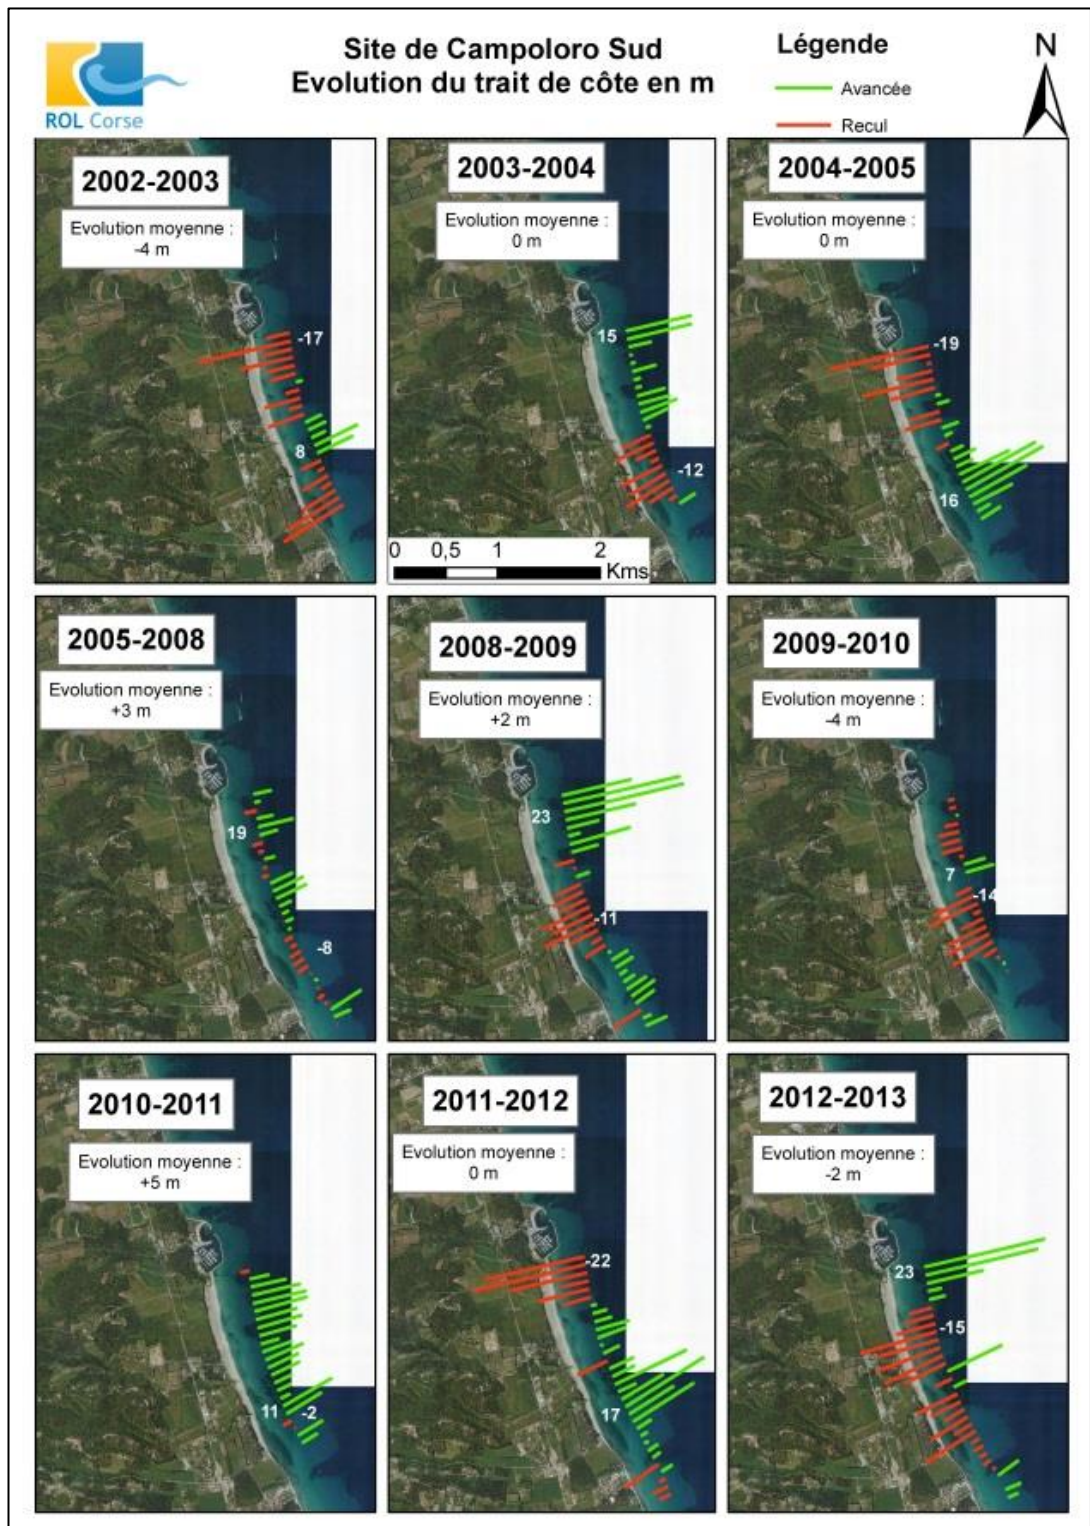 Site de Campoloro Sud
Evolution du trait de côte en m
Légende
Avancée
Recul
N
ROL Corse
2002-2003
Evolution moyenne :
-4 m
-17
8
2003-2004
Evolution moyenne :
0 m
15
-12
0 0,5 1 2
Kms
2004-2005
Evolution moyenne :
0 m
-19
16
2005-2008
Evolution moyenne :
+3 m
19
-8
2008-2009
Evolution moyenne :
+2 m
23
-11
2009-2010
Evolution moyenne :
-4 m
7
-14
2010-2011
Evolution moyenne :
+5 m
11 -2
2011-2012
Evolution moyenne :
0 m
-22
17
2012-2013
Evolution moyenne :
-2 m
23
-15